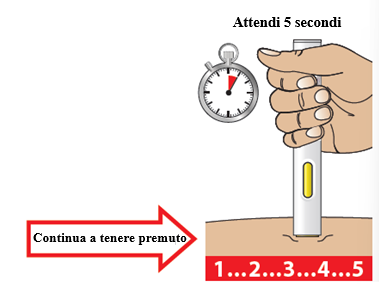 Attendi 5 secondi
Continua a tenere premuto
1...2...3...4...5